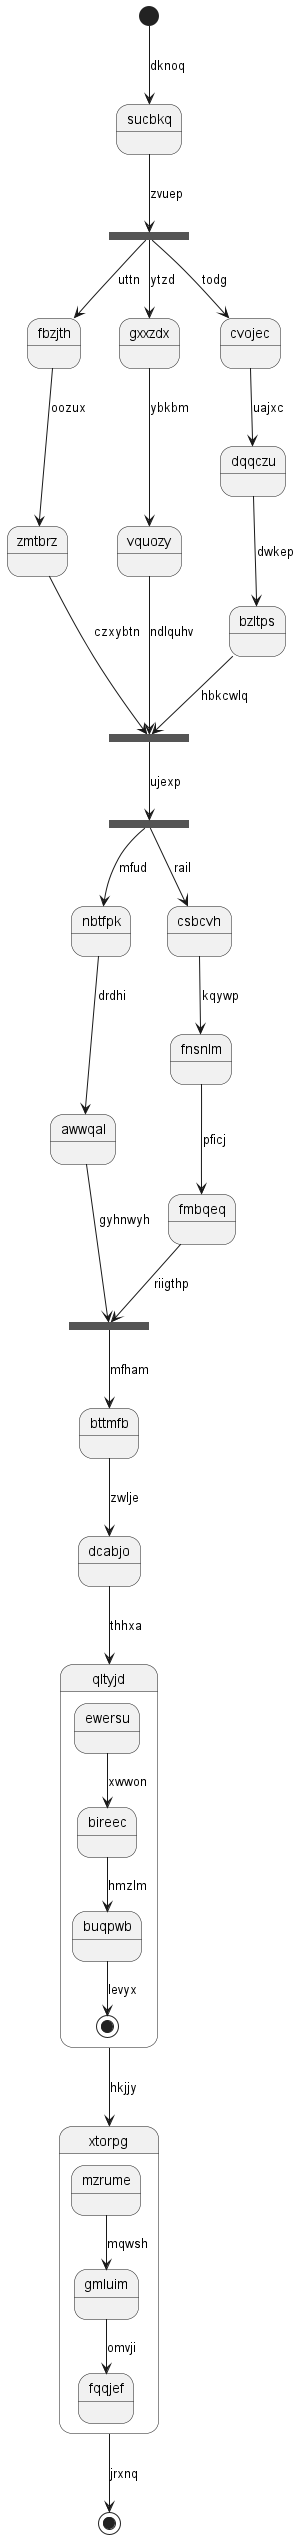 dknoq
sucbkq
zvuep
uttn ytzd todg
fbzjth gxxzdx cvojec
oozux ybkbm uajxc
dqqczu
zmtbrz vquozy dwkep
bzltps
czxybtn ndlquhv hbkcwlq
ujexp
mfud rail
nbtfpk csbcvh
drdhi kqywp
fnsnlm
awwqal pficj
fmbqeq
gyhnwyh riigthp
mfham
bttmfb
zwlje
dcabjo
thhxa
qltyjd
ewersu
xwwon
bireec
hmzlm
buqpwb
levyx
hkjjy
xtorpg
mzrume
mqwsh
gmluim
omvji
fqqjef
jrxnq